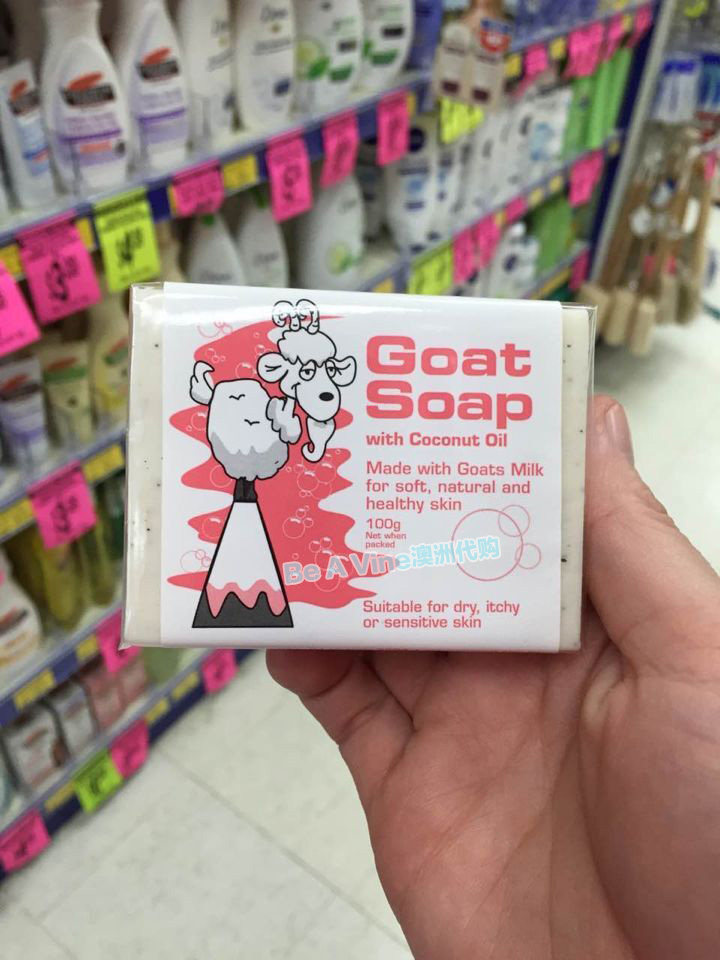 Goat
Soap
with Coconut Oil
Made with Goats Milk
for soft, natural and
healthy skin
100g
Net when
packed
Be A Vine澳洲代购
Suitable for dry, itchy
or sensitive skin